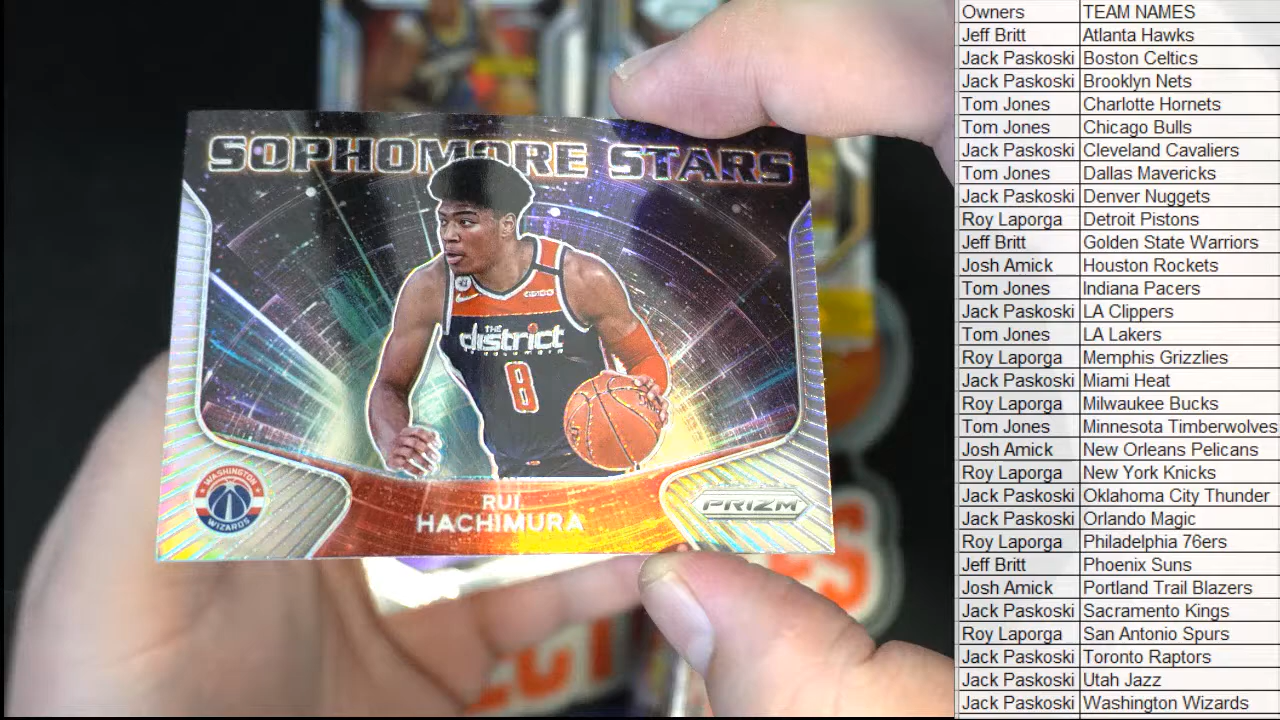 SOPHOMORE STARS
THE
district
8
WASHINGTON
WIZARDS
RUI
HACHIMURA
PRIZM
Owners TEAM NAMES
Jeff Britt Atlanta Hawks
Jack Paskoski Boston Celtics
Jack Paskoski Brooklyn Nets
Tom Jones Charlotte Hornets
Tom Jones Chicago Bulls
Jack Paskoski Cleveland Cavaliers
Tom Jones Dallas Mavericks
Jack Paskoski Denver Nuggets
Roy Laporga Detroit Pistons
Jeff Britt Golden State Warriors
Josh Amick Houston Rockets
Tom Jones Indiana Pacers
Jack Paskoski LA Clippers
Tom Jones LA Lakers
Roy Laporga Memphis Grizzlies
Jack Paskoski Miami Heat
Roy Laporga Milwaukee Bucks
Tom Jones Minnesota Timberwolves
Josh Amick New Orleans Pelicans
Roy Laporga New York Knicks
Jack Paskoski Oklahoma City Thunder
Jack Paskoski Orlando Magic
Roy Laporga Philadelphia 76ers
Jeff Britt Phoenix Suns
Josh Amick Portland Trail Blazers
Jack Paskoski Sacramento Kings
Roy Laporga San Antonio Spurs
Jack Paskoski Toronto Raptors
Jack Paskoski Utah Jazz
Jack Paskoski Washington Wizards